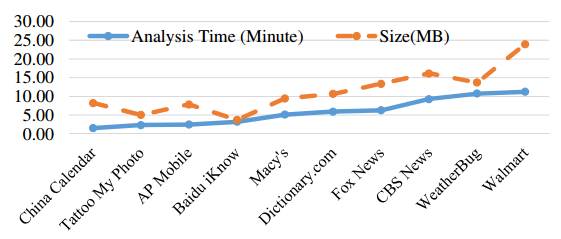 30.00
25.00
20.00
15.00
10.00
5.00
0.00
Analysis Time (Minute)
Size(MB)
China Calendar
Tattoo My Photo
AP Mobile
Baidu iKnow
Macy's
Dictionary.com
Fox News
CBS News
WeatherBug
Walmart